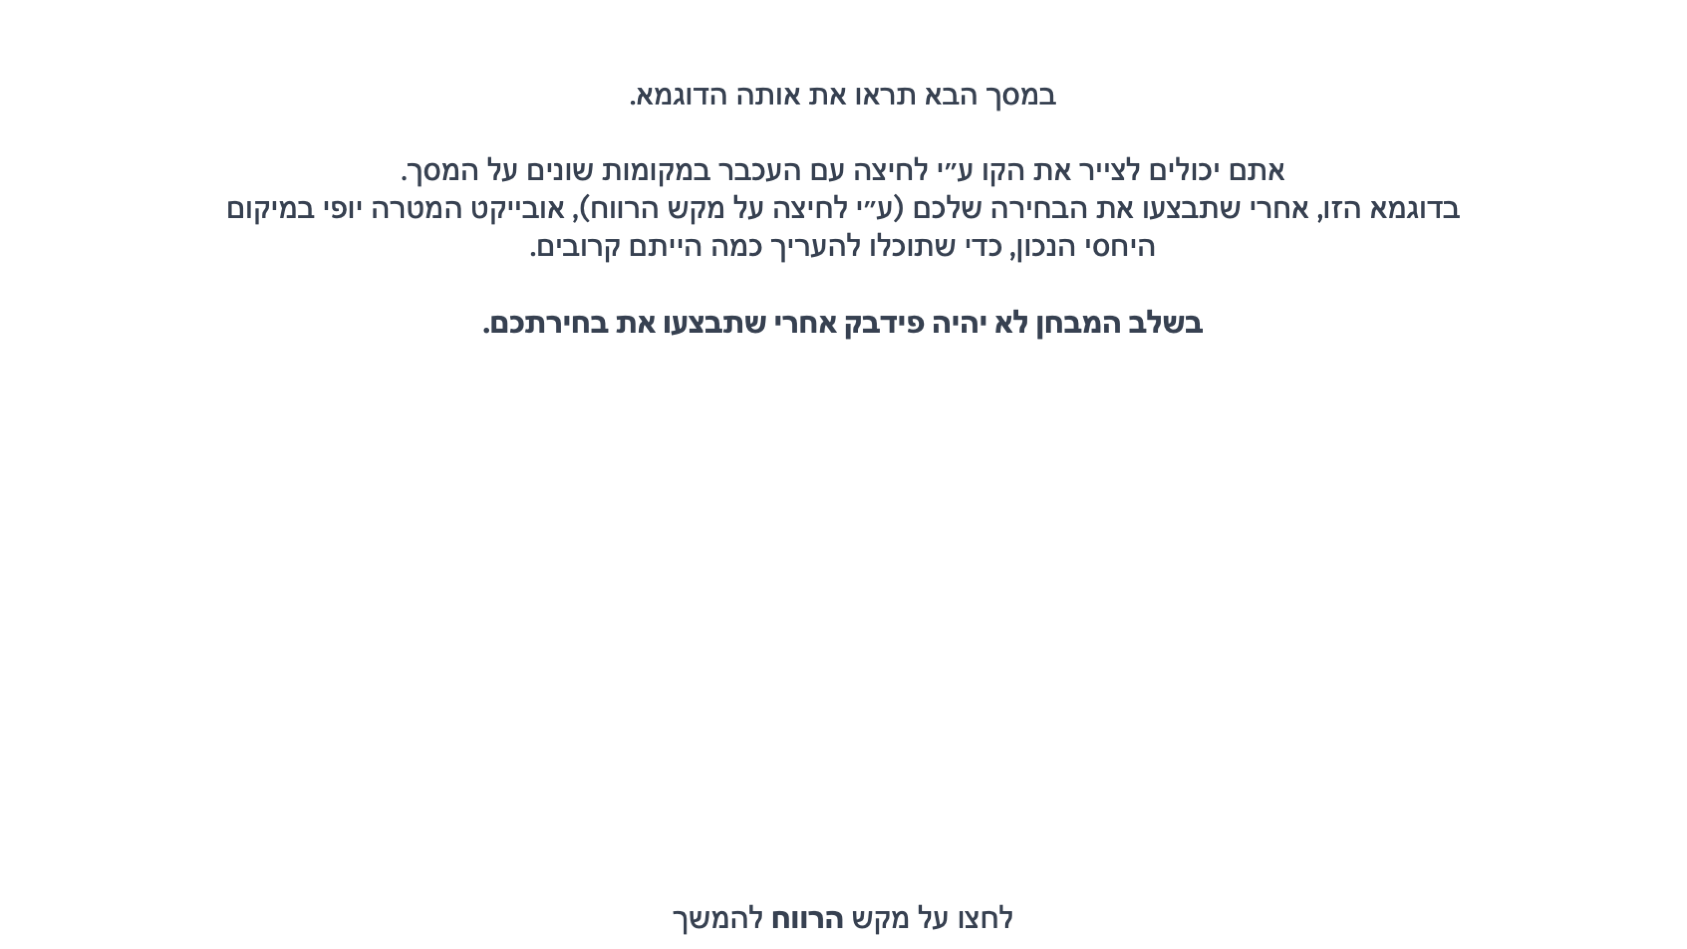 במסך הבא תראו את אותה הדוגמא.
אתם יכולים לצייר את הקו ע״י לחיצה עם העכבר במקומות שונים על המסך.
בדוגמא הזו, אחרי שתבצעו את הבחירה שלכם (ע״י לחיצה על מקש הרווח), אובייקט המטרה יופי במיקום
היחסי הנכון, כדי שתוכלו להעריך כמה הייתם קרובים.
בשלב המבחן לא יהיה פידבק אחרי שתבצעו את בחירתכם.
לחצו על מקש הרווח להמשך